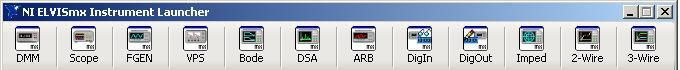 NI ELVISmx Instrument Launcher
DMM Scope FGEN VPS Bode DSA ARB DigIn DigOut Imped 2-Wire 3-Wire